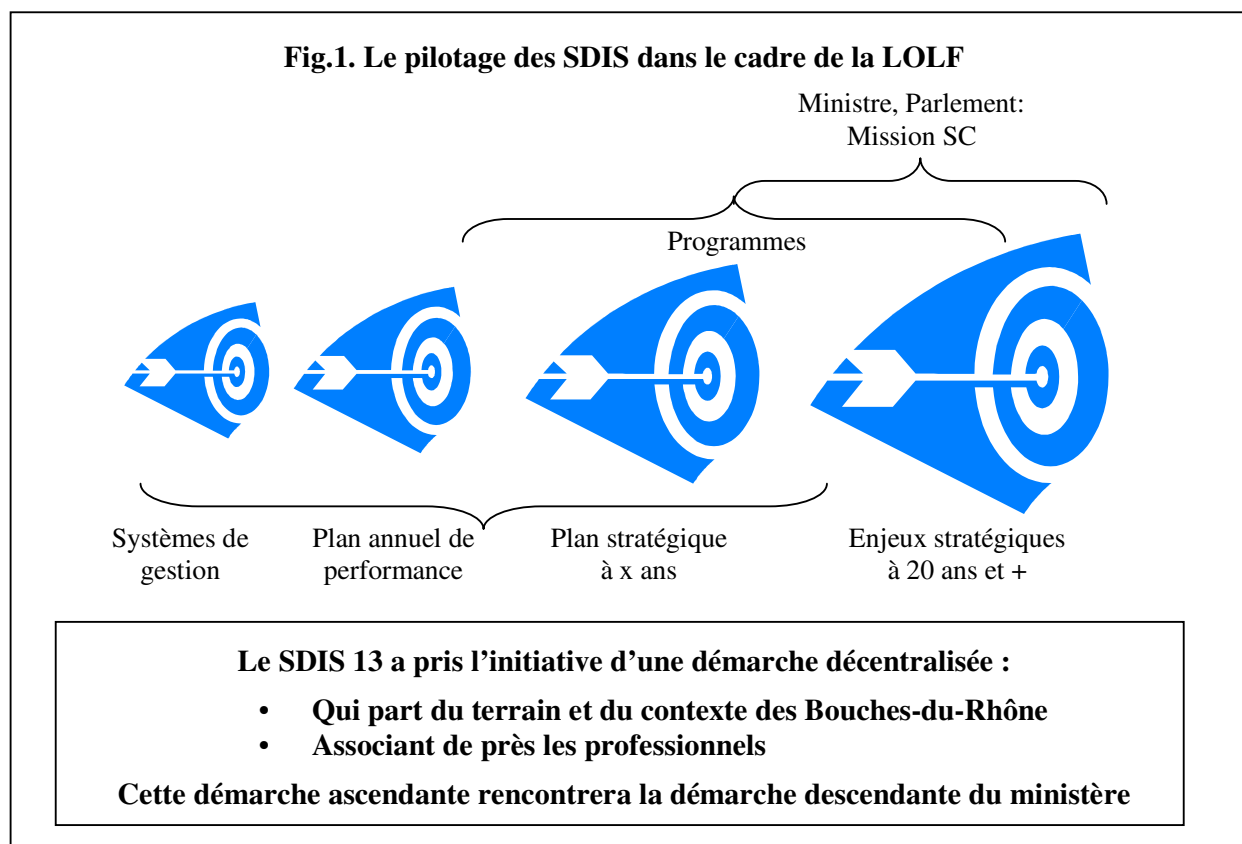 Fig.1. Le pilotage des SDIS dans le cadre de la LOLF
Ministre, Parlement:
Mission SC
Programmes
Systèmes de
gestion
Plan annuel de
performance
Plan stratégique
à x ans
Enjeux stratégiques
à 20 ans et +
Le SDIS 13 a pris l’initiative d’une démarche décentralisée :
• Qui part du terrain et du contexte des Bouches-du-Rhône
• Associant de près les professionnels
Cette démarche ascendante rencontrera la démarche descendante du ministère